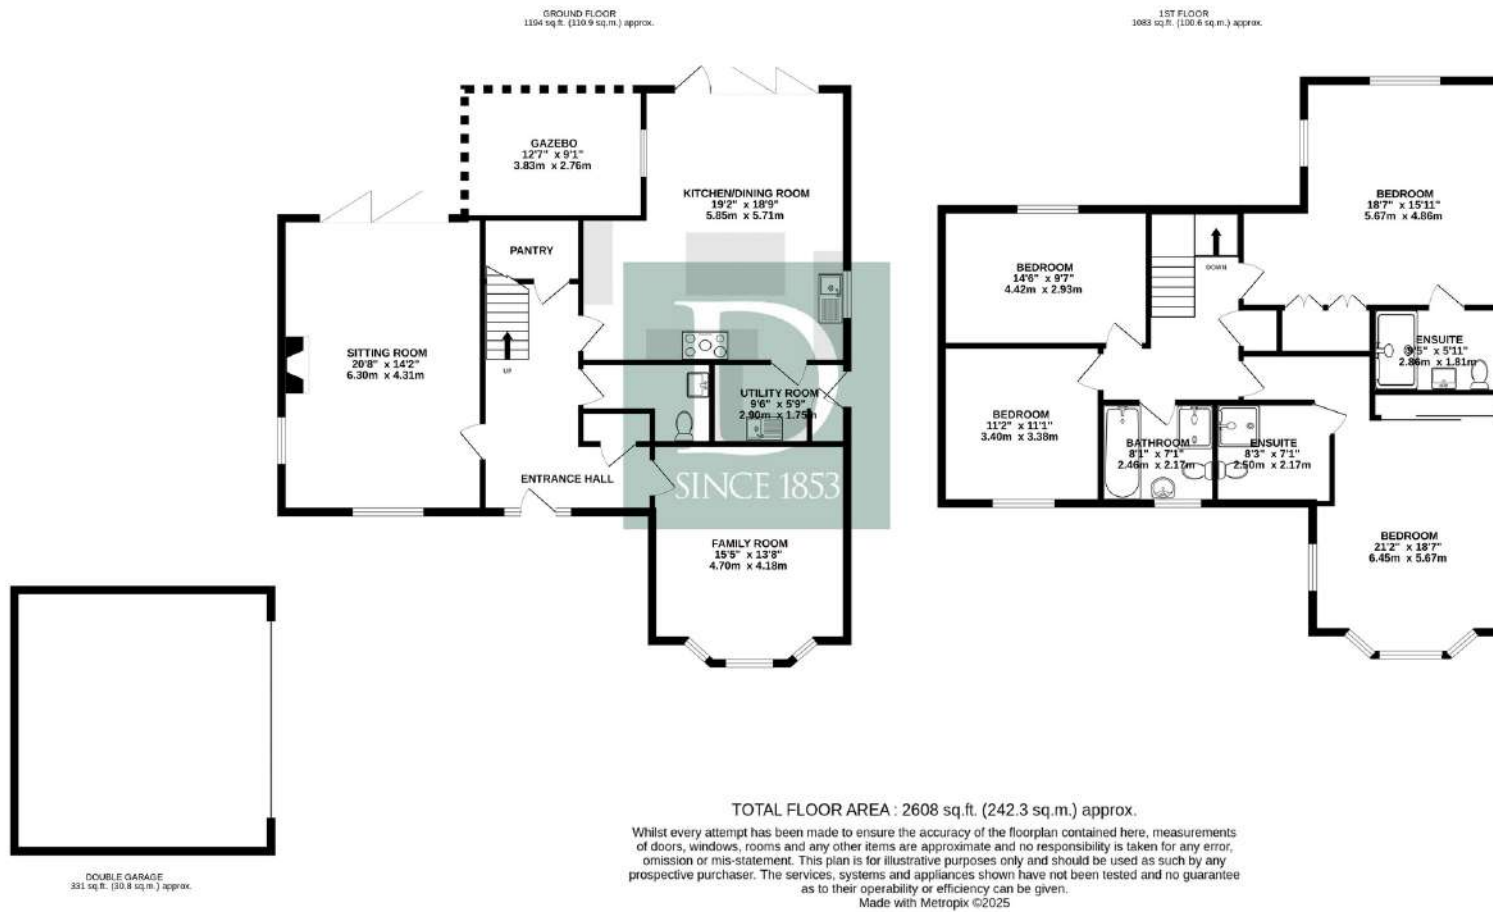 GROUND FLOOR
1194 sq.ft. (110.9 sq.m.) approx.
1ST FLOOR
1083 sq.ft. (100.6 sq.m.) approx.
GAZEBO
12'7" x 9'1"
3.83m x 2.76m
KITCHEN/DINING ROOM
19'2" x 18'9"
5.85m x 5.71m
PANTRY
SITTING ROOM
20'8" x 14'2"
6.30m x 4.31m
UP
UTILITY ROOM
9'6" x 5'9"
2.90m x 1.75m
ENTRANCE HALL
D
SINCE 1853
FAMILY ROOM
15'5" x 13'8"
4.70m x 4.18m
BEDROOM
18'7" x 15'11"
5.67m x 4.86m
BEDROOM
14'6" x 9'7"
4.42m x 2.93m
DOWN
ENSUITE
9'5" x 5'11"
2.86m x 1.81m
BEDROOM
11'2" x 11'1"
3.40m x 3.38m
BATHROOM
8'1" x 7'1"
2.46m x 2.17m
ENSUITE
8'3" x 7'1"
2.50m x 2.17m
BEDROOM
21'2" x 18'7"
6.45m x 5.67m
DOUBLE GARAGE
331 sq.ft. (30.8 sq.m.) approx.
TOTAL FLOOR AREA : 2608 sq.ft. (242.3 sq.m.) approx.
Whilst every attempt has been made to ensure the accuracy of the floorplan contained here, measurements
of doors, windows, rooms and any other items are approximate and no responsibility is taken for any error,
omission or mis-statement. This plan is for illustrative purposes only and should be used as such by any
prospective purchaser. The services, systems and appliances shown have not been tested and no guarantee
as to their operability or efficiency can be given.
Made with Metropix ©2025